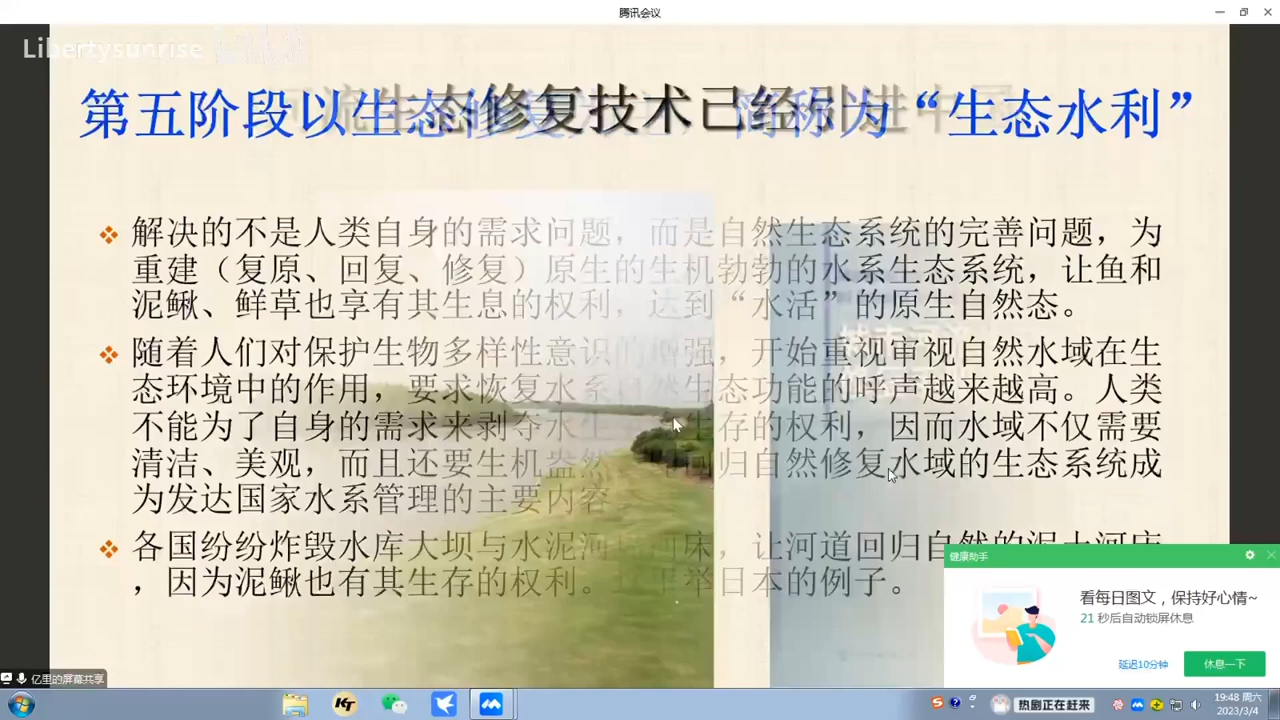 腾讯会议
Libertysunrise
第五阶段以生态修复 简称为“生态水利”
生态修复技术已经引进中
解决的不是人类自身的需求问题，而是自然生态系统的完善问题，为
重建（复原、回复、修复）原生的生机勃勃的水系生态系统，让鱼和
泥鳅、鲜草也享有其生息的权利，达到“水活”的原生自然态。
随着人们对保护生物多样性意识的增强，开始重视审视自然水域在生
态环境中的作用，要求恢复水系自然生态功能的呼声越来越高。人类
不能为了自身的需求来剥夺水生 生存的权利，因而水域不仅需要
清洁、美观，而且还要生机盎然 回归自然修复水域的生态系统成
为发达国家水系管理的主要内容
各国纷纷炸毁水库大坝与水泥河 河床，让河道回归自然的泥土河床
，因为泥鳅也有其生存的权利。 举日本的例子。
健康助手
看每日图文，保持好心情~
21 秒后自动锁屏休息
延迟10分钟
休息一下
亿里的屏幕共享
热剧正在赶来
19:48 周六
2023/3/4